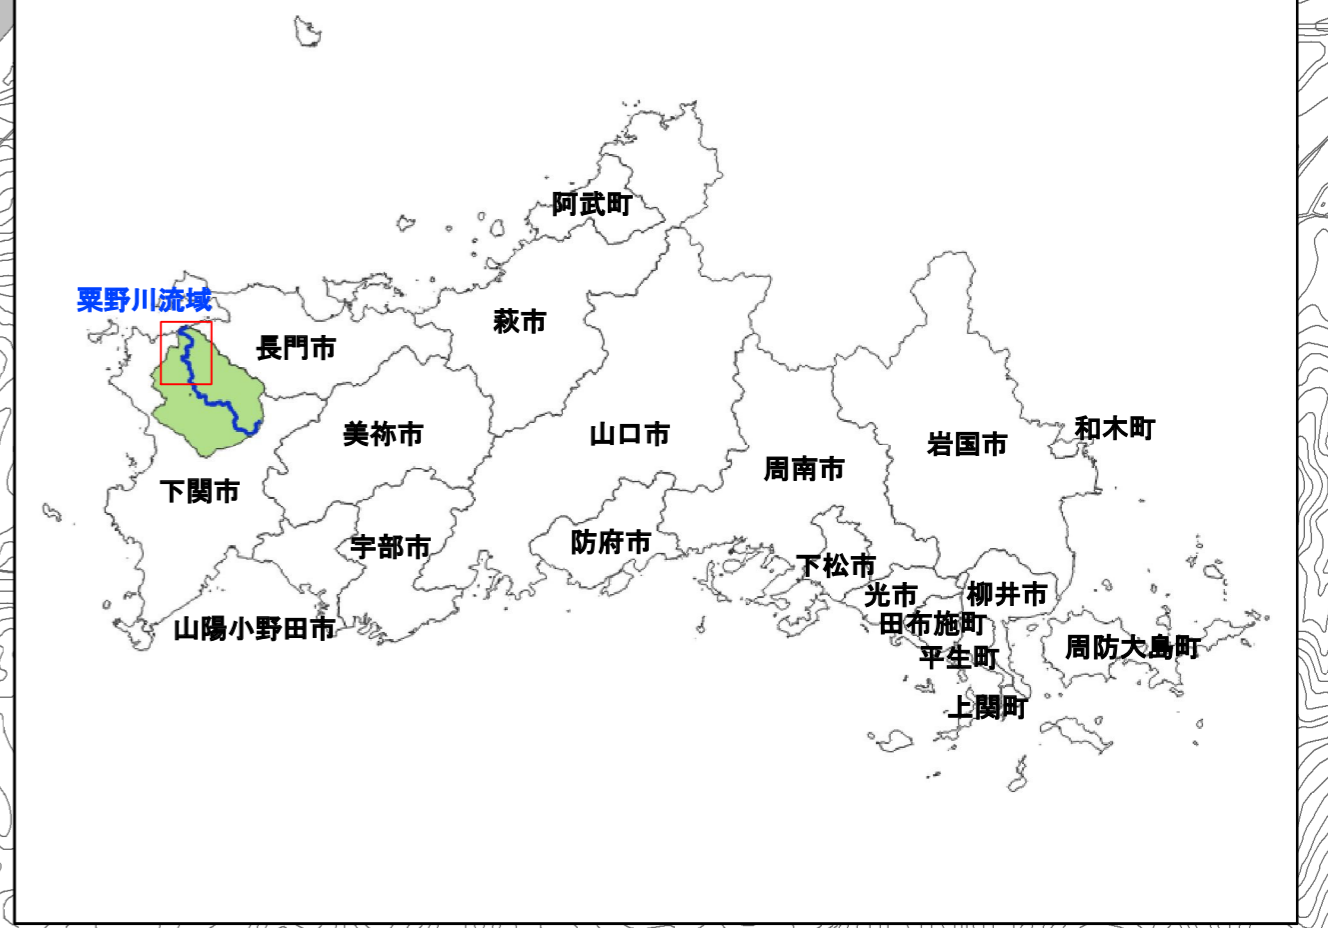 阿武町
粟野川流域
萩市
長門市
和木町
美祢市
山口市
岩国市
周南市
下関市
防府市
宇部市
下松市
光市
柳井市
田布施町
山陽小野田市
周防大島町
平生町
上関町